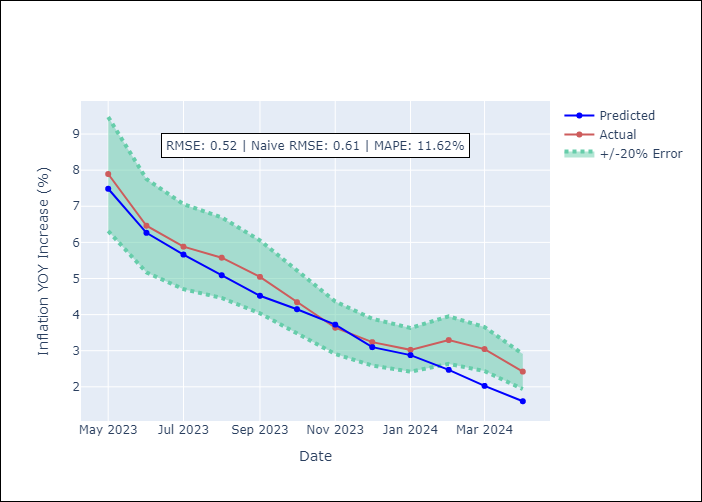 RMSE: 0.52 | Naive RMSE: 0.61 | MAPE: 11.62%
Predicted
Actual
+/-20% Error
Inflation YOY Increase (%)
9
8
7
6
5
4
3
2
May 2023
Jul 2023
Sep 2023
Nov 2023
Jan 2024
Mar 2024
Date